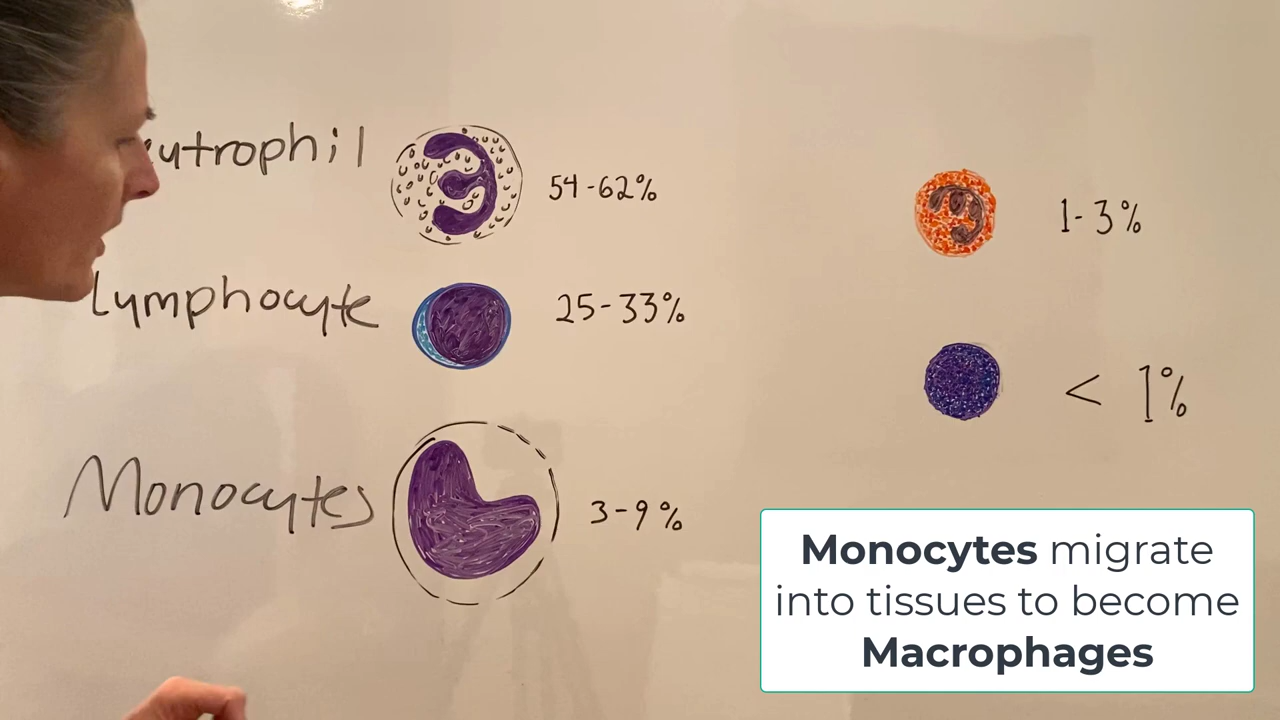 utrophil
54-62%
Lymphocyte
25-33%
Monocytes
3-9%
1-3%
< 1%
Monocytes migrate
into tissues to become
Macrophages